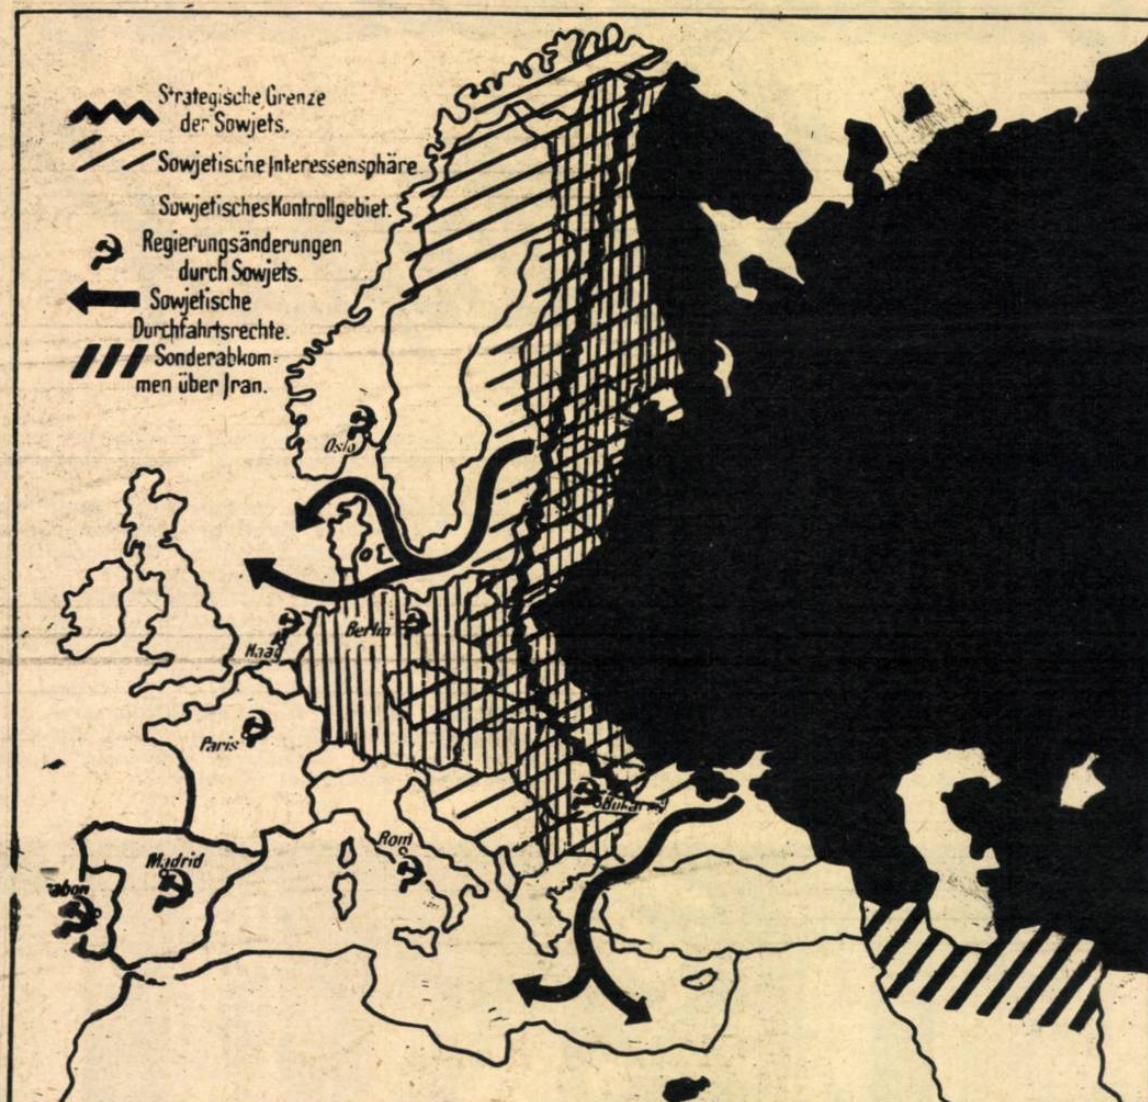 Strategische Grenze
der Sowjets.
Sowjetische Interessensphäre.
Sowjetisches Kontrollgebiet.
Regierungsänderungen
durch Sowjets.
Sowjetische
Durchfahrtsrechte.
Sonderabkom=
men über Iran.
Oslo
Berlin
Haag
Paris
Rom
Madrid